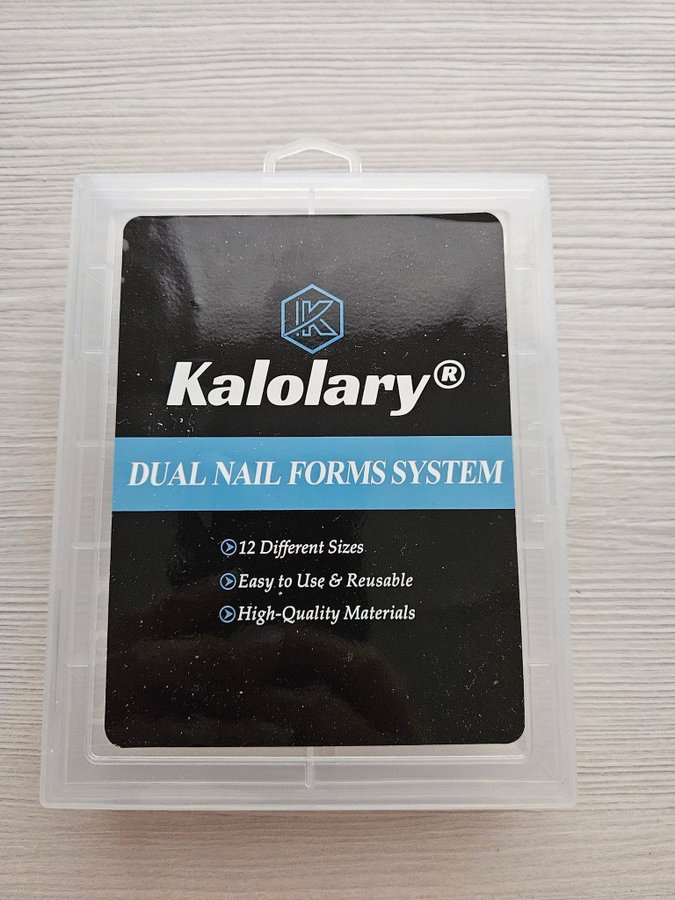 K
Kalolary®
DUAL NAIL FORMS SYSTEM
12 Different Sizes
Easy to Use & Reusable
High-Quality Materials